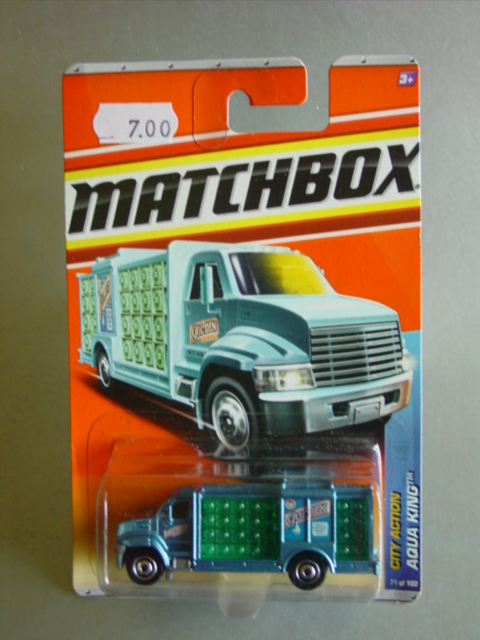 3+
7.00
MATCHBOX
CITY ACTION
AQUA KING™
71 of 100